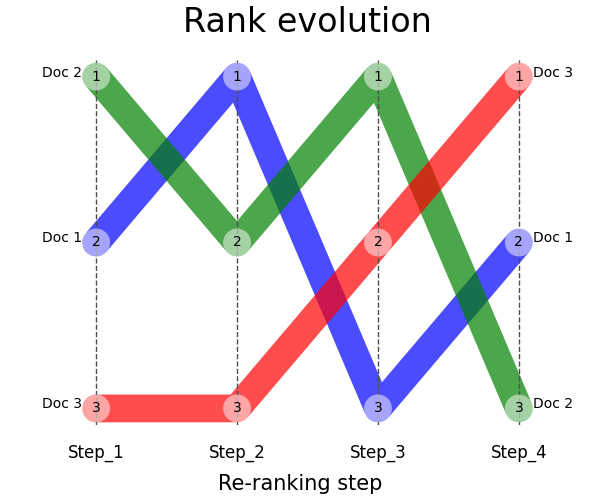 Rank evolution
Doc 2 1 1 1 1 Doc 3
Doc 1 2 2 2 2 Doc 1
Doc 3 3 3 3 3 Doc 2
Step_1 Step_2 Step_3 Step_4
Re-ranking step